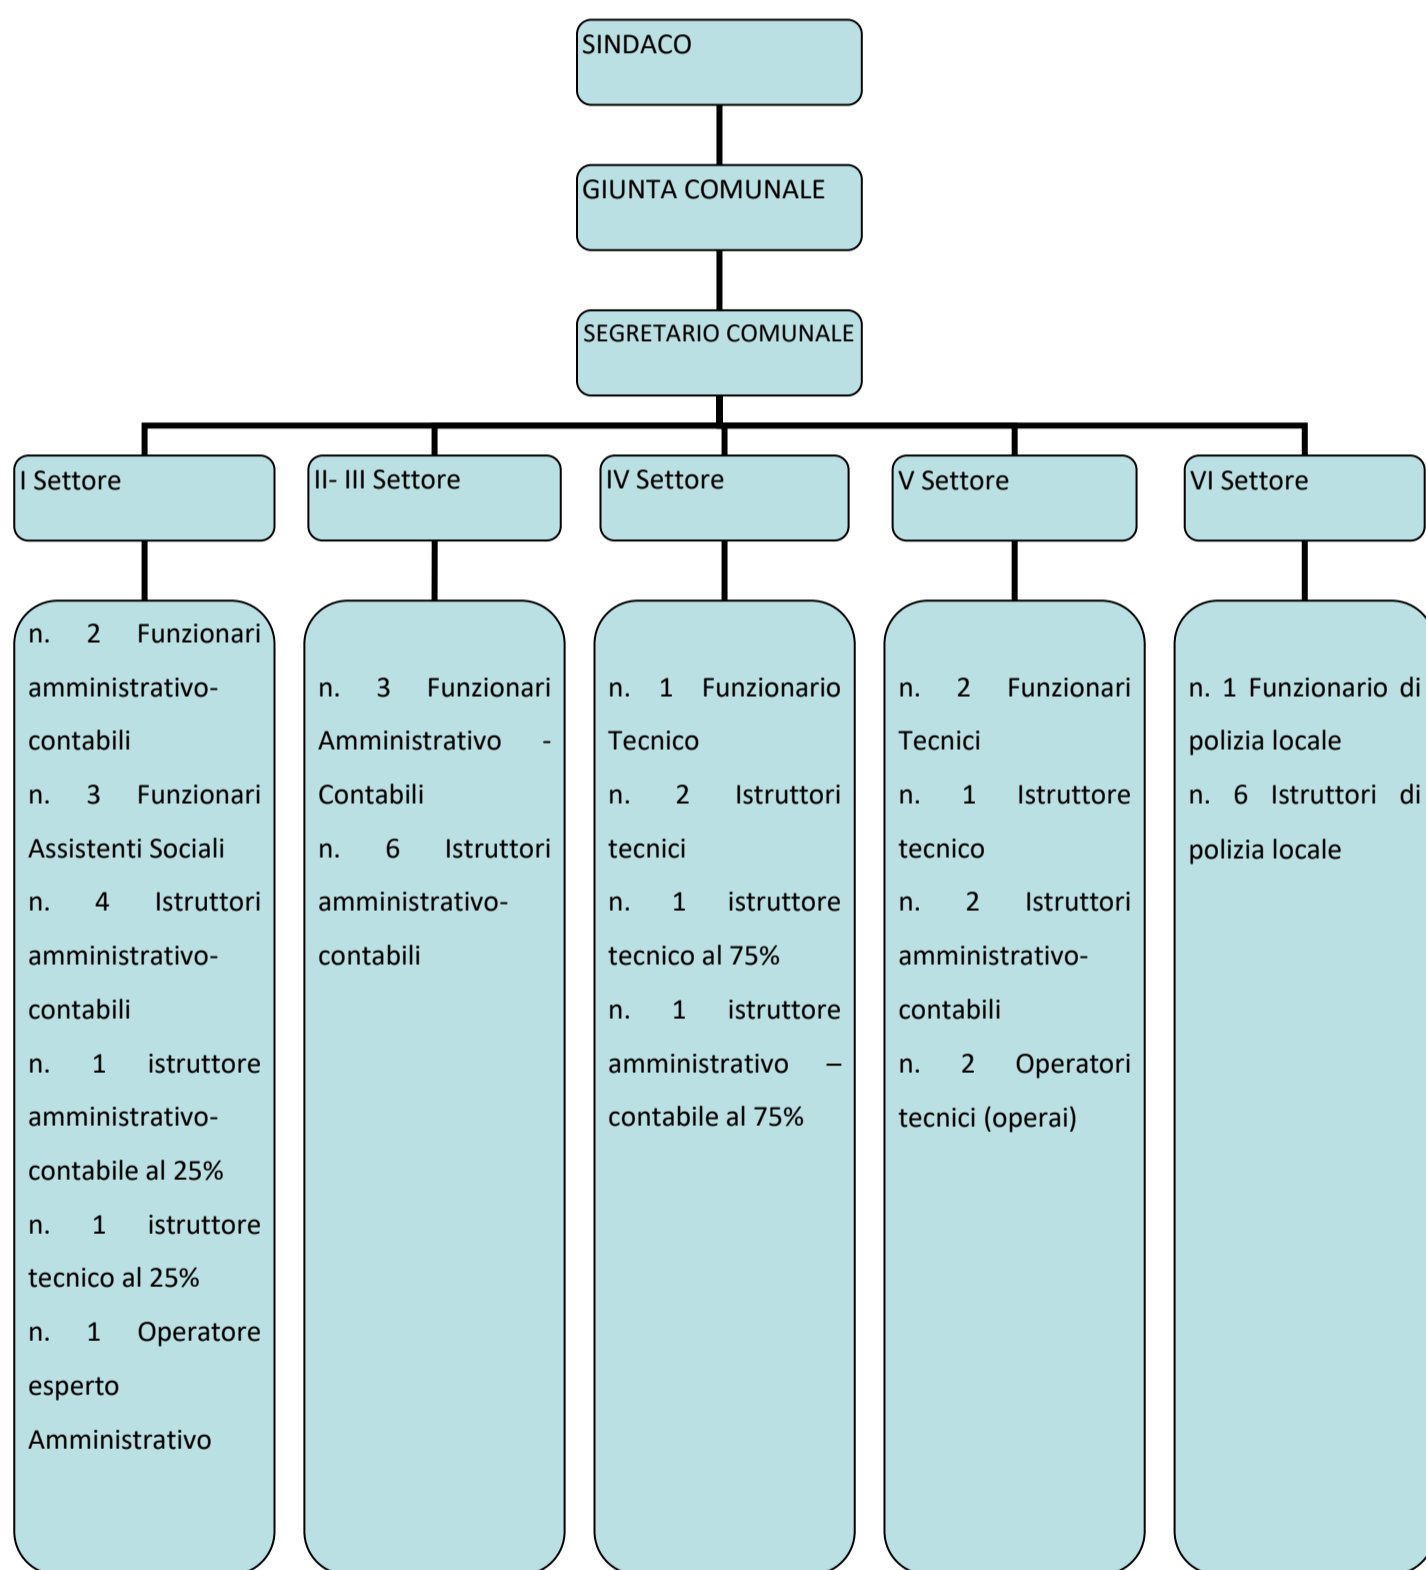 SINDACO
GIUNTA COMUNALE
SEGRETARIO COMUNALE
I Settore
II- III Settore
IV Settore
V Settore
VI Settore
n. 2 Funzionari
amministrativo-
contabili
n. 3 Funzionari
Assistenti Sociali
n. 4 Istruttori
amministrativo-
contabili
n. 1 istruttore
amministrativo-
contabile al 25%
n. 1 istruttore
tecnico al 25%
n. 1 Operatore
esperto
Amministrativo
n. 3 Funzionari
Amministrativo -
Contabili
n. 6 Istruttori
amministrativo-
contabili
n. 1 Funzionario
Tecnico
n. 2 Istruttori
tecnici
n. 1 istruttore
tecnico al 75%
n. 1 istruttore
amministrativo –
contabile al 75%
n. 2 Funzionari
Tecnici
n. 1 Istruttore
tecnico
n. 2 Istruttori
amministrativo-
contabili
n. 2 Operatori
tecnici (operai)
n. 1 Funzionario di
polizia locale
n. 6 Istruttori di
polizia locale